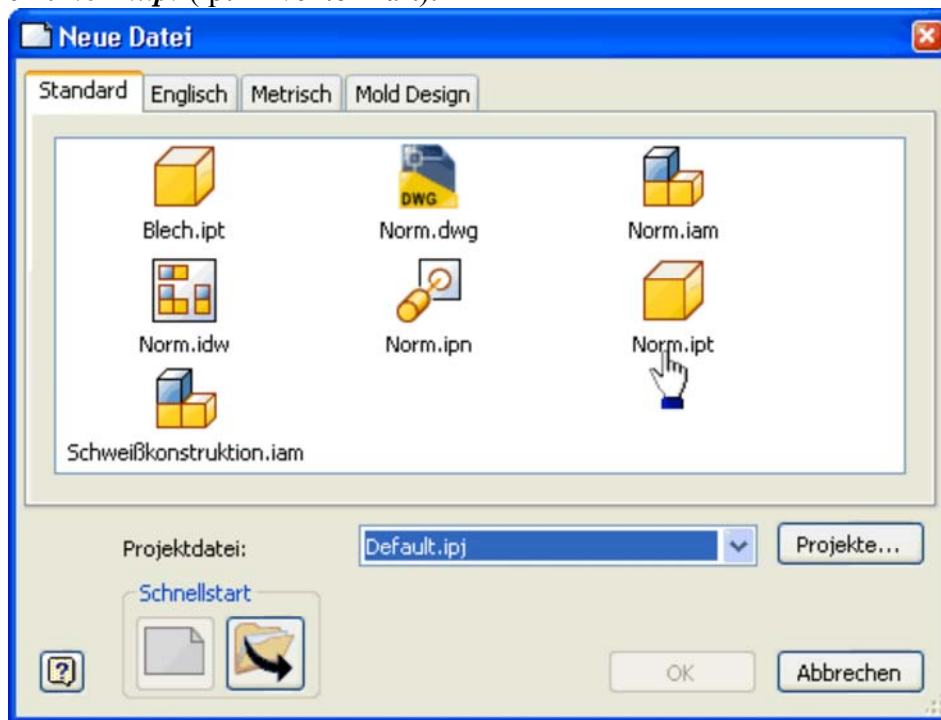 Neue Datei
Standard Englisch Metrisch Mold Design
Blech.ipt DWG Norm.dwg Norm.iam
Norm.idw Norm.ipn Norm.ipt
Schweißkonstruktion.iam
Projektdatei: Default.ipj Projekte...
Schnellstart
OK Abbrechen